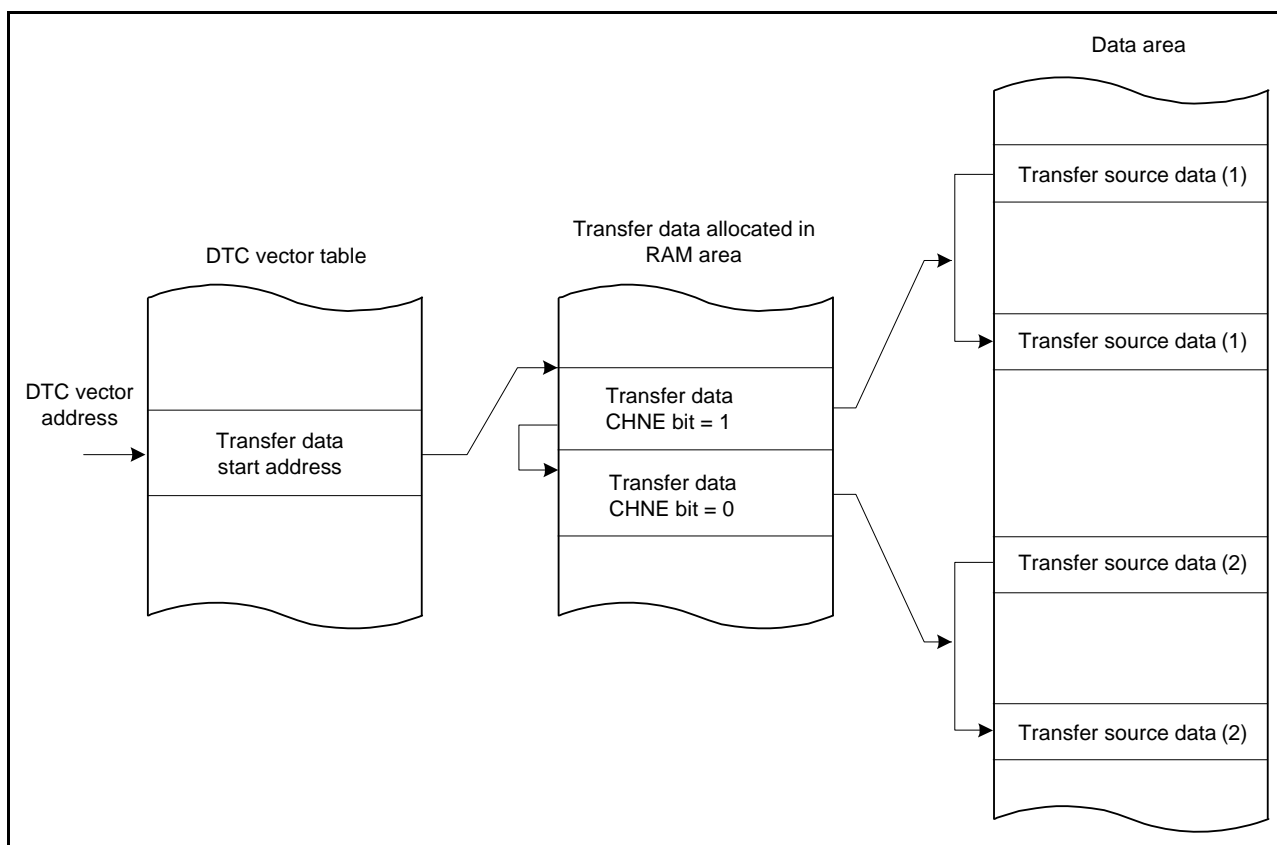 Data area
Transfer source data (1)
Transfer data allocated in
RAM area
DTC vector table
Transfer source data (1)
DTC vector
address
Transfer data
CHNE bit = 1
Transfer data
start address
Transfer data
CHNE bit = 0
Transfer source data (2)
Transfer source data (2)